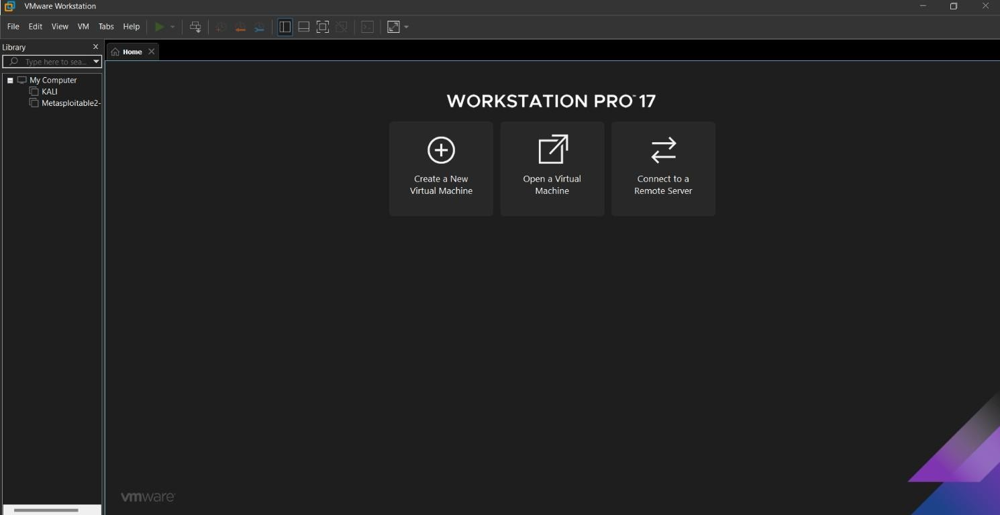 VMware Workstation
File Edit View VM Tabs Help
Library
Type here to sea...
My Computer
KALI
Metasploitable2-
Home
WORKSTATION PRO™ 17
Create a New
Virtual Machine
Open a Virtual
Machine
Connect to a
Remote Server
vmware